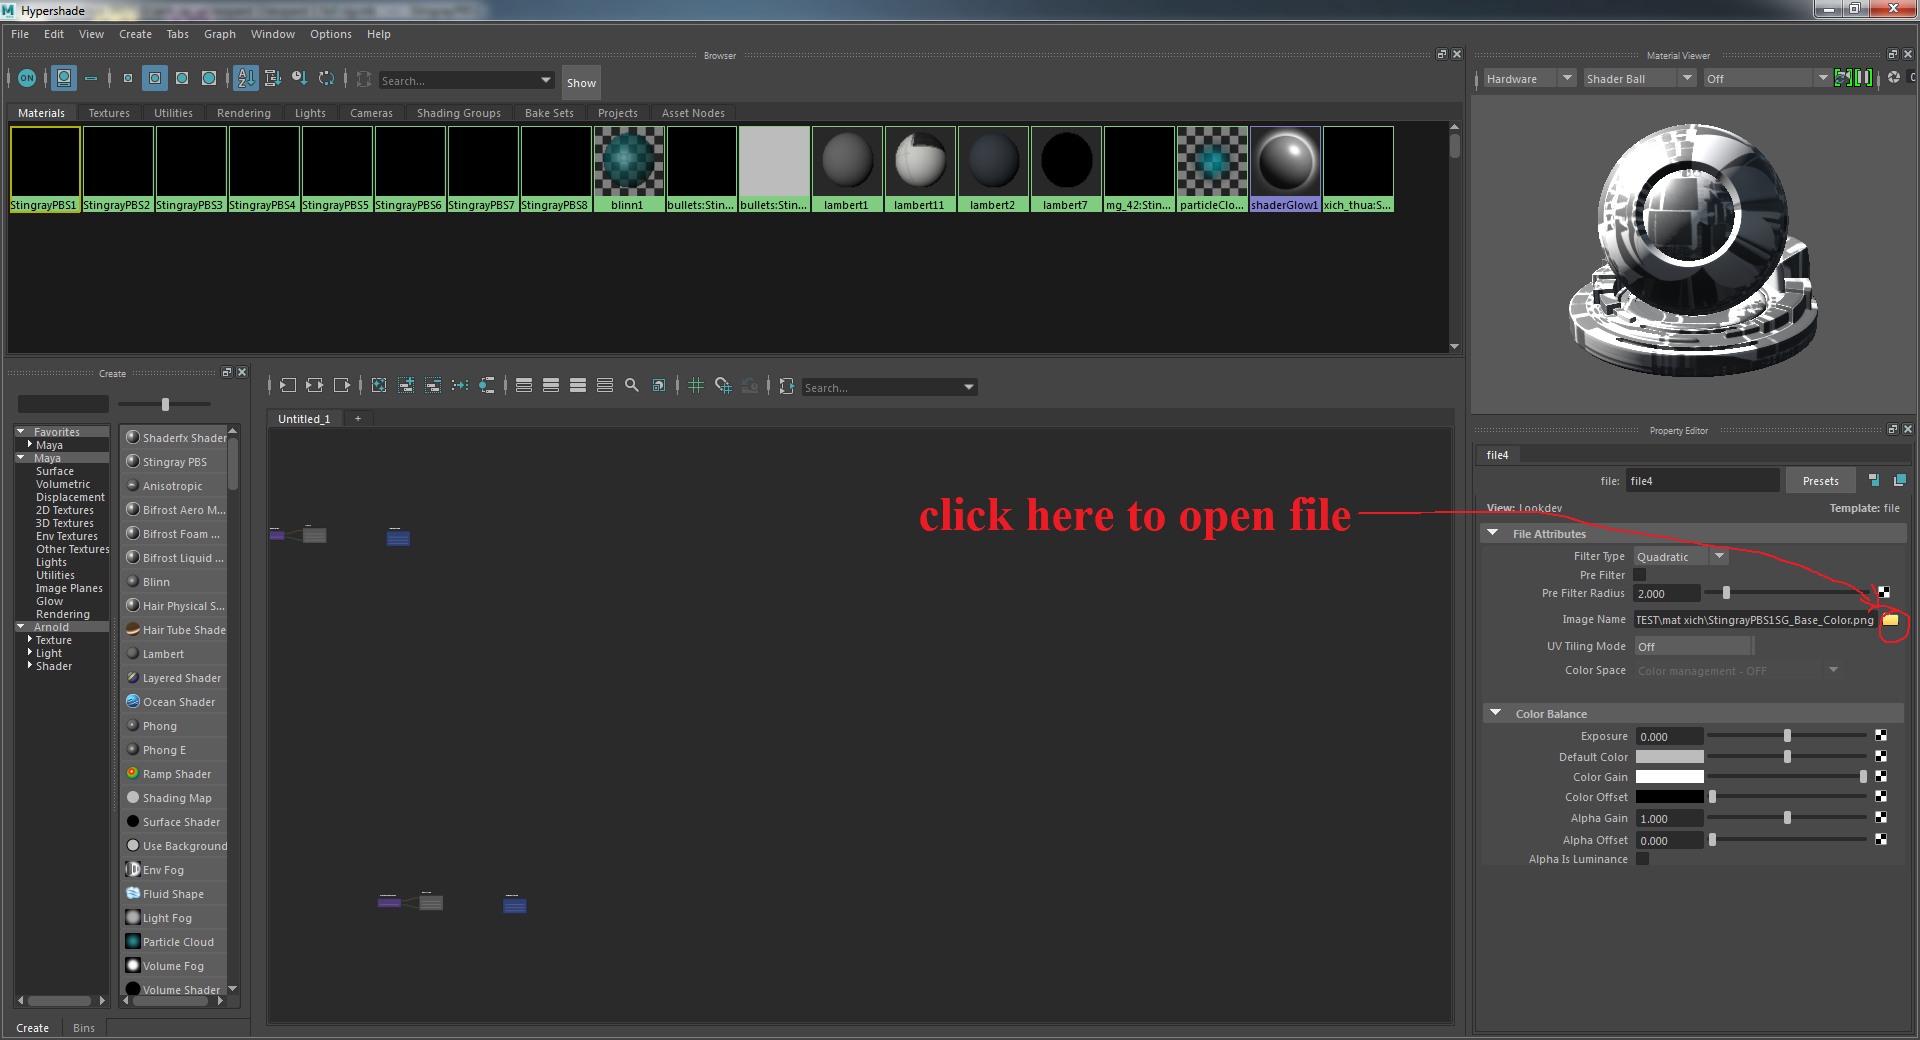 Hypershade
File Edit View Create Tabs Graph Window Options Help
Browser
ON
Search...
Show
Materials Textures Utilities Rendering Lights Cameras Shading Groups Bake Sets Projects Asset Nodes
StingrayPBS1 StingrayPBS2 StingrayPBS3 StingrayPBS4 StingrayPBS5 StingrayPBS6 StingrayPBS7 StingrayPBS8 blinn1 bullets:Stin... bullets:Stin... lambert1 lambert11 lambert2 lambert7 mg_42:Stin... particleClo... shaderGlow1 xich_thua:S...
Material Viewer
Hardware Shader Ball Off
Create
Favorites
Maya
Maya
Surface
Volumetric
Displacement
2D Textures
3D Textures
Env Textures
Other Textures
Lights
Utilities
Image Planes
Glow
Rendering
Arnold
Texture
Light
Shader
Shaderfx Shader
Stingray PBS
Anisotropic
Bifrost Aero M...
Bifrost Foam ...
Bifrost Liquid ...
Blinn
Hair Physical S...
Hair Tube Shade
Lambert
Layered Shader
Ocean Shader
Phong
Phong E
Ramp Shader
Shading Map
Surface Shader
Use Background
Env Fog
Fluid Shape
Light Fog
Particle Cloud
Volume Fog
Volume Shader
Create Bins
Search...
Untitled_1 +
click here to open file
Property Editor
file4
file: file4 Presets
View: Lookdev Template: file
File Attributes
Filter Type Quadratic
Pre Filter
Pre Filter Radius 2.000
Image Name TEST\mat xich\StingrayPBS1SG_Base_Color.png
UV Tiling Mode Off
Color Space Color management - OFF
Color Balance
Exposure 0.000
Default Color
Color Gain
Color Offset
Alpha Gain 1.000
Alpha Offset 0.000
Alpha Is Luminance